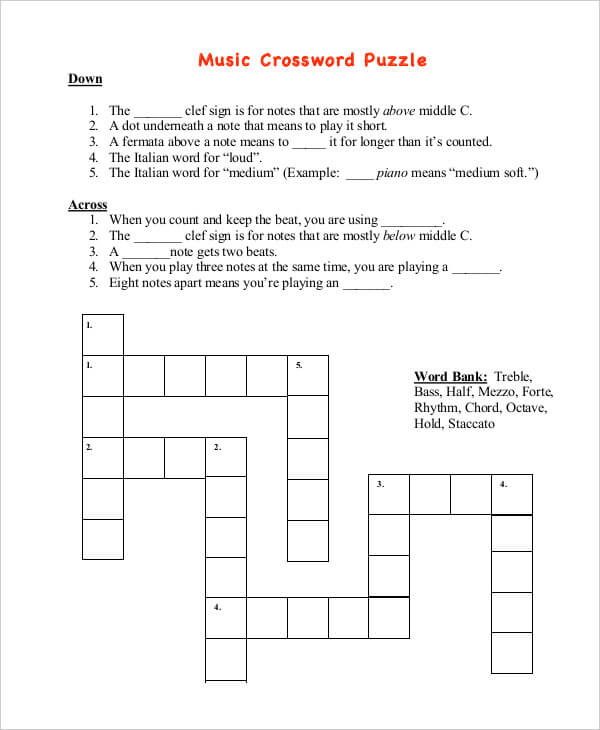 Music Crossword Puzzle
Down
1. The _______ clef sign is for notes that are mostly above middle C.
2. A dot underneath a note that means to play it short.
3. A fermata above a note means to _____ it for longer than it's counted.
4. The Italian word for “loud”.
5. The Italian word for “medium” (Example: ____ piano means “medium soft.”)
Across
1. When you count and keep the beat, you are using _________.
2. The _______ clef sign is for notes that are mostly below middle C.
3. A _______note gets two beats.
4. When you play three notes at the same time, you are playing a _______.
5. Eight notes apart means you're playing an _______.
1.
1. 5.
Word Bank: Treble,
Bass, Half, Mezzo, Forte,
Rhythm, Chord, Octave,
Hold, Staccato
2. 2.
3. 4.
4.